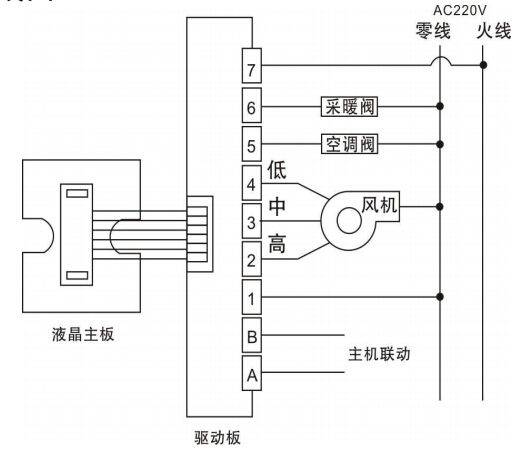 AC220V
零线 火线
7
6 采暖阀
5 空调阀
4 低
3 中 风机
2 高
1
B
主机联动
A
液晶主板
驱动板